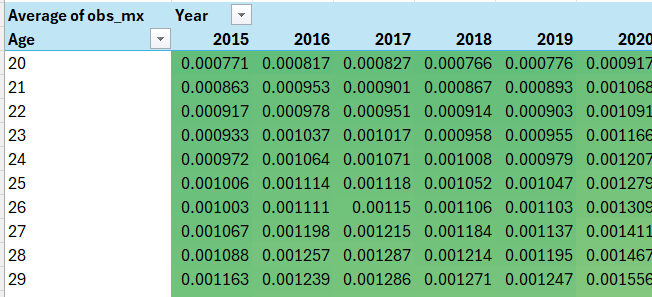 Average of obs_mx Year
Age 2015 2016 2017 2018 2019 2020
20 0.000771 0.000817 0.000827 0.000766 0.000776 0.000917
21 0.000863 0.000953 0.000901 0.000867 0.000893 0.001068
22 0.000917 0.000978 0.000951 0.000914 0.000903 0.001091
23 0.000933 0.001037 0.001017 0.000958 0.000955 0.001166
24 0.000972 0.001064 0.001071 0.001008 0.000979 0.001207
25 0.001006 0.001114 0.001118 0.001052 0.001047 0.001279
26 0.001003 0.001111 0.00115 0.001106 0.001103 0.001309
27 0.001067 0.001198 0.001215 0.001184 0.001137 0.001411
28 0.001088 0.001257 0.001287 0.001214 0.001195 0.001467
29 0.001163 0.001239 0.001286 0.001271 0.001247 0.001556